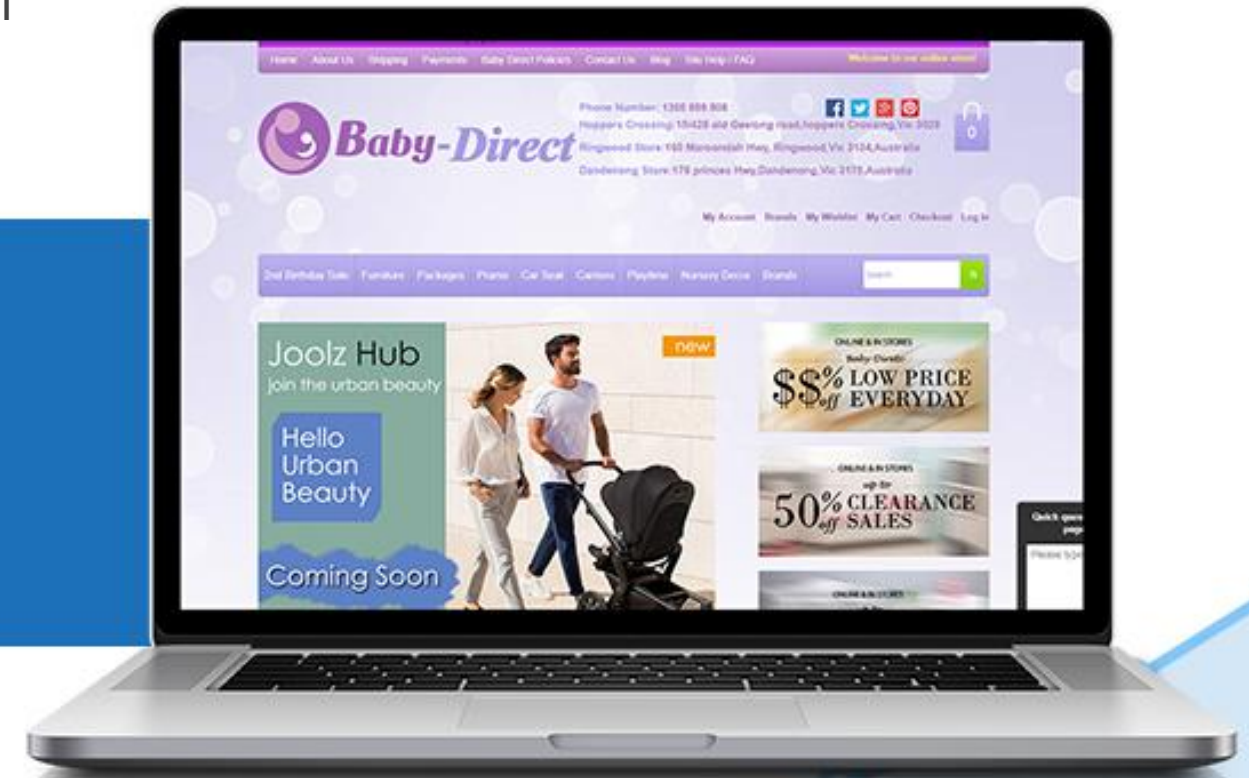 Home About Us Shipping Payments Baby Direct Policies Contact Us Blog Site Help / FAQ
Welcome to our online store!
Baby-Direct
Phone Number: 1300 888 808
Hoppers Crossing: old Geelong road,hoppers Crossing,Vic 3029
Ringwood Store: Maroondah Hwy, Ringwood,Vic 3134,Australia
Dandenong Store: princes Hwy,Dandenong,Vic 3175,Australia
0
My Account Brands My Wishlist My Cart Checkout Log In
2nd Birthday Sale Furniture Packages Prams Car Seat Carriers Playtime Nursery Decor Brands
Search
Joolz Hub
join the urban beauty
new
Hello
Urban
Beauty
Coming Soon
ONLINE & IN STORES
Baby Direct
$$% off LOW PRICE
EVERYDAY
ONLINE & IN STORES
up to
50% off CLEARANCE
SALES
ONLINE & IN STORES
Quick
Please